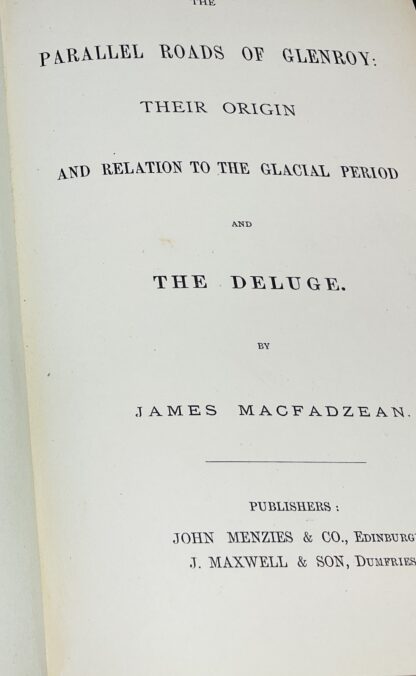 THE
PARALLEL ROADS OF GLENROY:
THEIR ORIGIN
AND RELATION TO THE GLACIAL PERIOD
AND
THE DELUGE.
BY
JAMES MACFADZEAN.
PUBLISHERS:
JOHN MENZIES & CO., EDINBURG
J. MAXWELL & SON, DUMFRIES